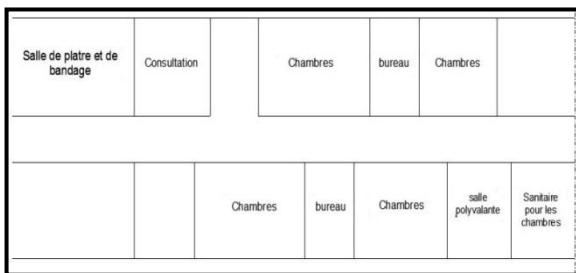 Salle de platre et de
bandage
Consultation
Chambres
bureau
Chambres
Chambres
bureau
Chambres
salle
polyvalante
Sanitaire
pour les
chambres